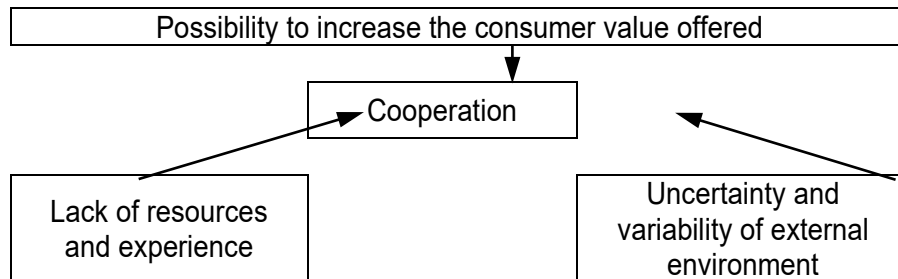 Possibility to increase the consumer value offered
Cooperation
Lack of resources
and experience
Uncertainty and
variability of external
environment